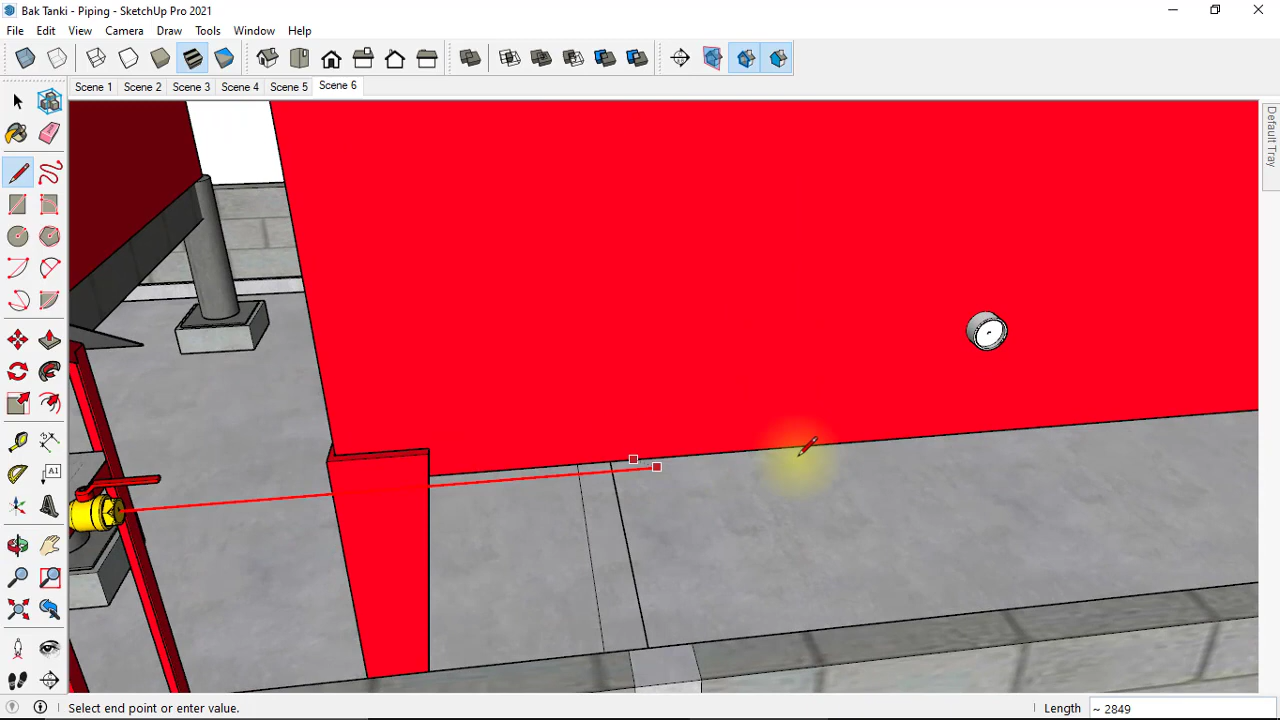 Bak Tanki - Piping - SketchUp Pro 2021
File Edit View Camera Draw Tools Window Help
Scene 1 Scene 2 Scene 3 Scene 4 Scene 5 Scene 6
Default Tray
A1
Select end point or enter value.
Length ~ 2849